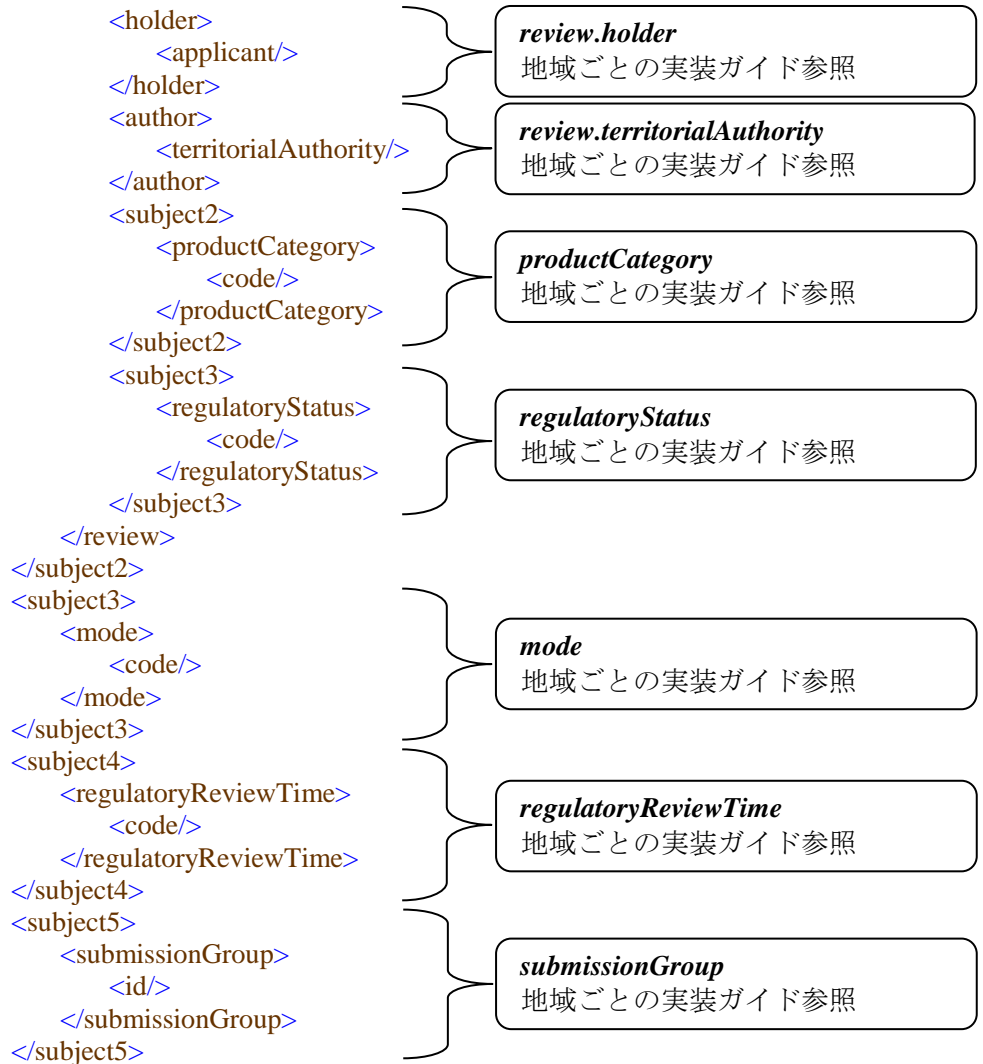 <holder>
<applicant/>
</holder>
review.holder
地域ごとの実装ガイド参照
<author>
<territorialAuthority/>
</author>
review.territorialAuthority
地域ごとの実装ガイド参照
<subject2>
<productCategory>
<code/>
</productCategory>
</subject2>
productCategory
地域ごとの実装ガイド参照
<subject3>
<regulatoryStatus>
<code/>
</regulatoryStatus>
</subject3>
regulatoryStatus
地域ごとの実装ガイド参照
</review>
</subject2>
<subject3>
<mode>
<code/>
</mode>
</subject3>
mode
地域ごとの実装ガイド参照
<subject4>
<regulatoryReviewTime>
<code/>
</regulatoryReviewTime>
</subject4>
regulatoryReviewTime
地域ごとの実装ガイド参照
<subject5>
<submissionGroup>
<id/>
</submissionGroup>
</subject5>
submissionGroup
地域ごとの実装ガイド参照